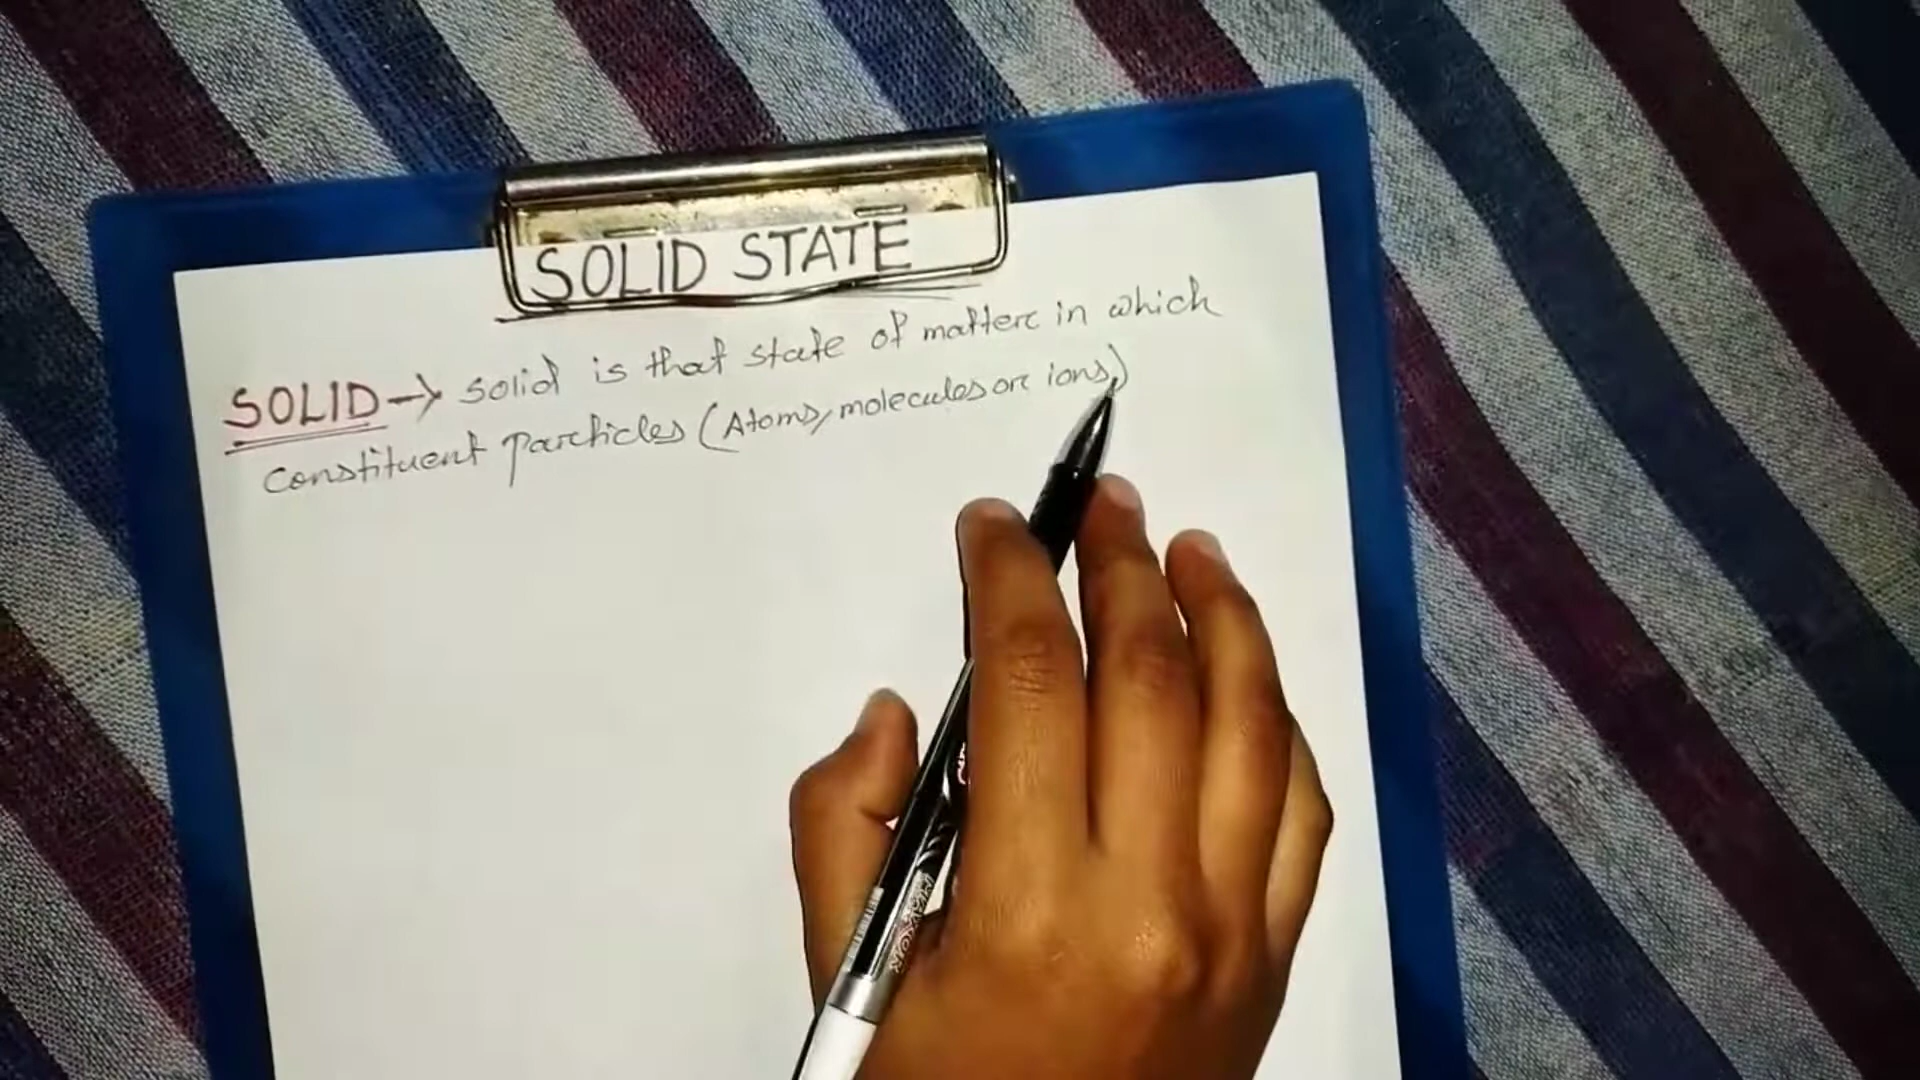 SOLID STATE
SOLID → solid is that state of matter in which
constituent particles (Atoms, molecules or ions)